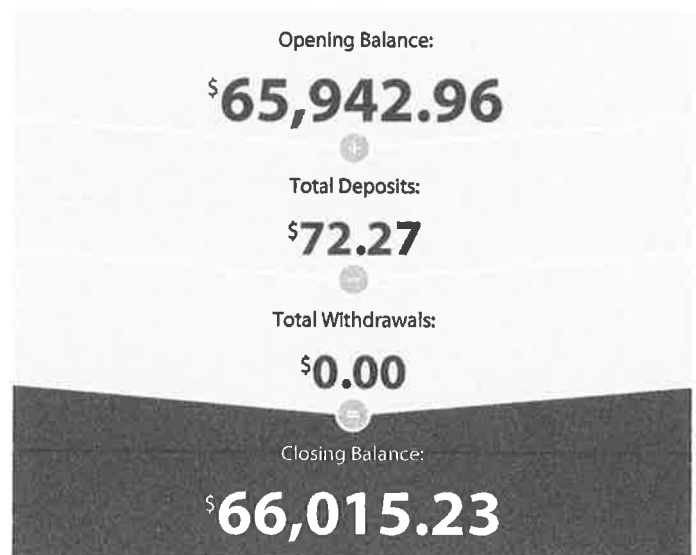 Opening Balance:
$65,942.96
+
Total Deposits:
$72.27
−
Total Withdrawals:
$0.00
=
Closing Balance:
$66,015.23